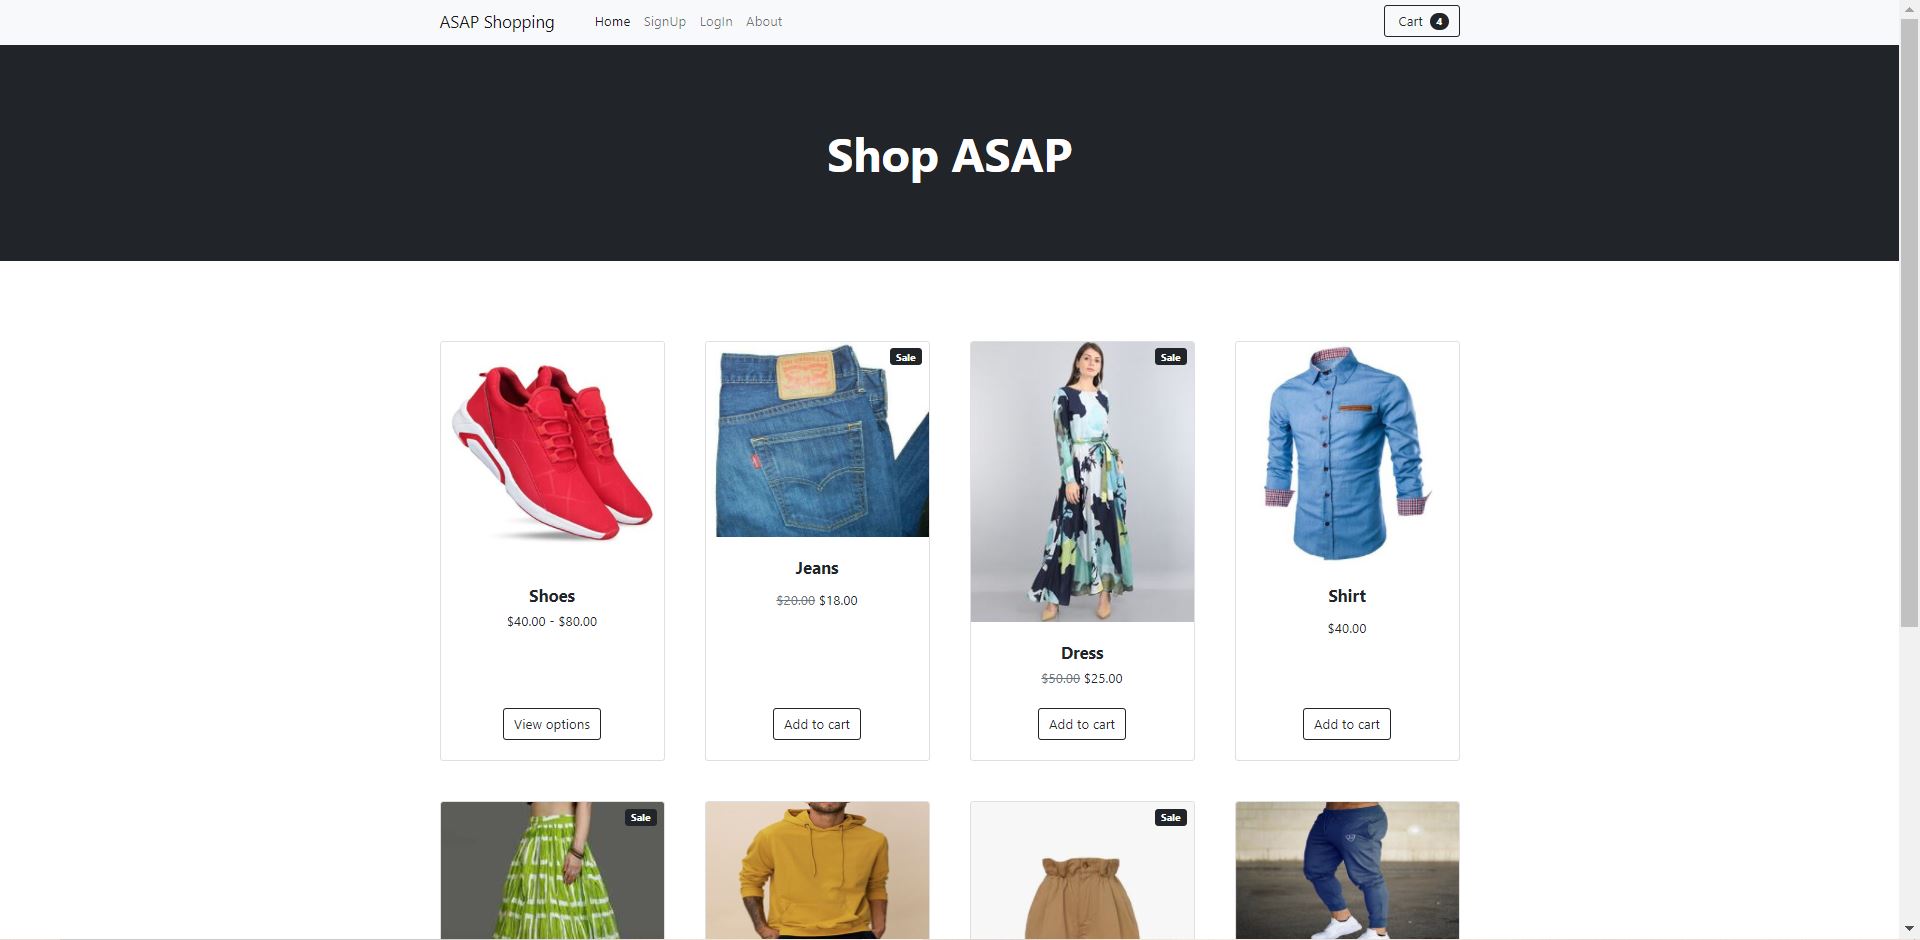 ASAP Shopping Home SignUp LogIn About Cart 4
Shop ASAP
Sale
Sale
Shoes
$40.00 - $80.00
View options
Jeans
$20.00 $18.00
Add to cart
Dress
$50.00 $25.00
Add to cart
Shirt
$40.00
Add to cart
Sale
Sale